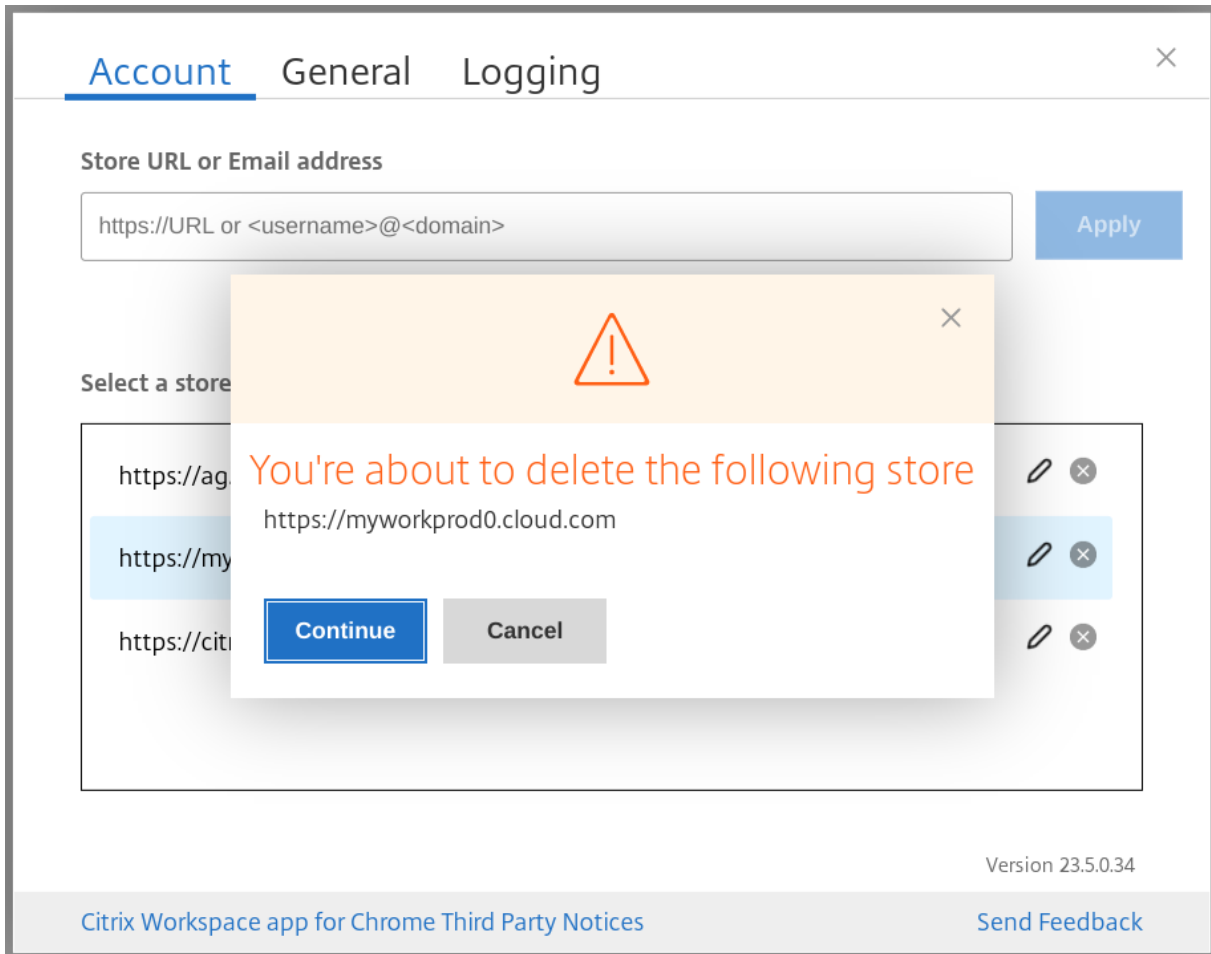 Account General Logging
Store URL or Email address
https://URL or <username>@<domain>
Apply
Select a store
You're about to delete the following store
https://myworkprod0.cloud.com
Continue
Cancel
https://ag.
https://my
https://cit
Version 23.5.0.34
Citrix Workspace app for Chrome Third Party Notices
Send Feedback